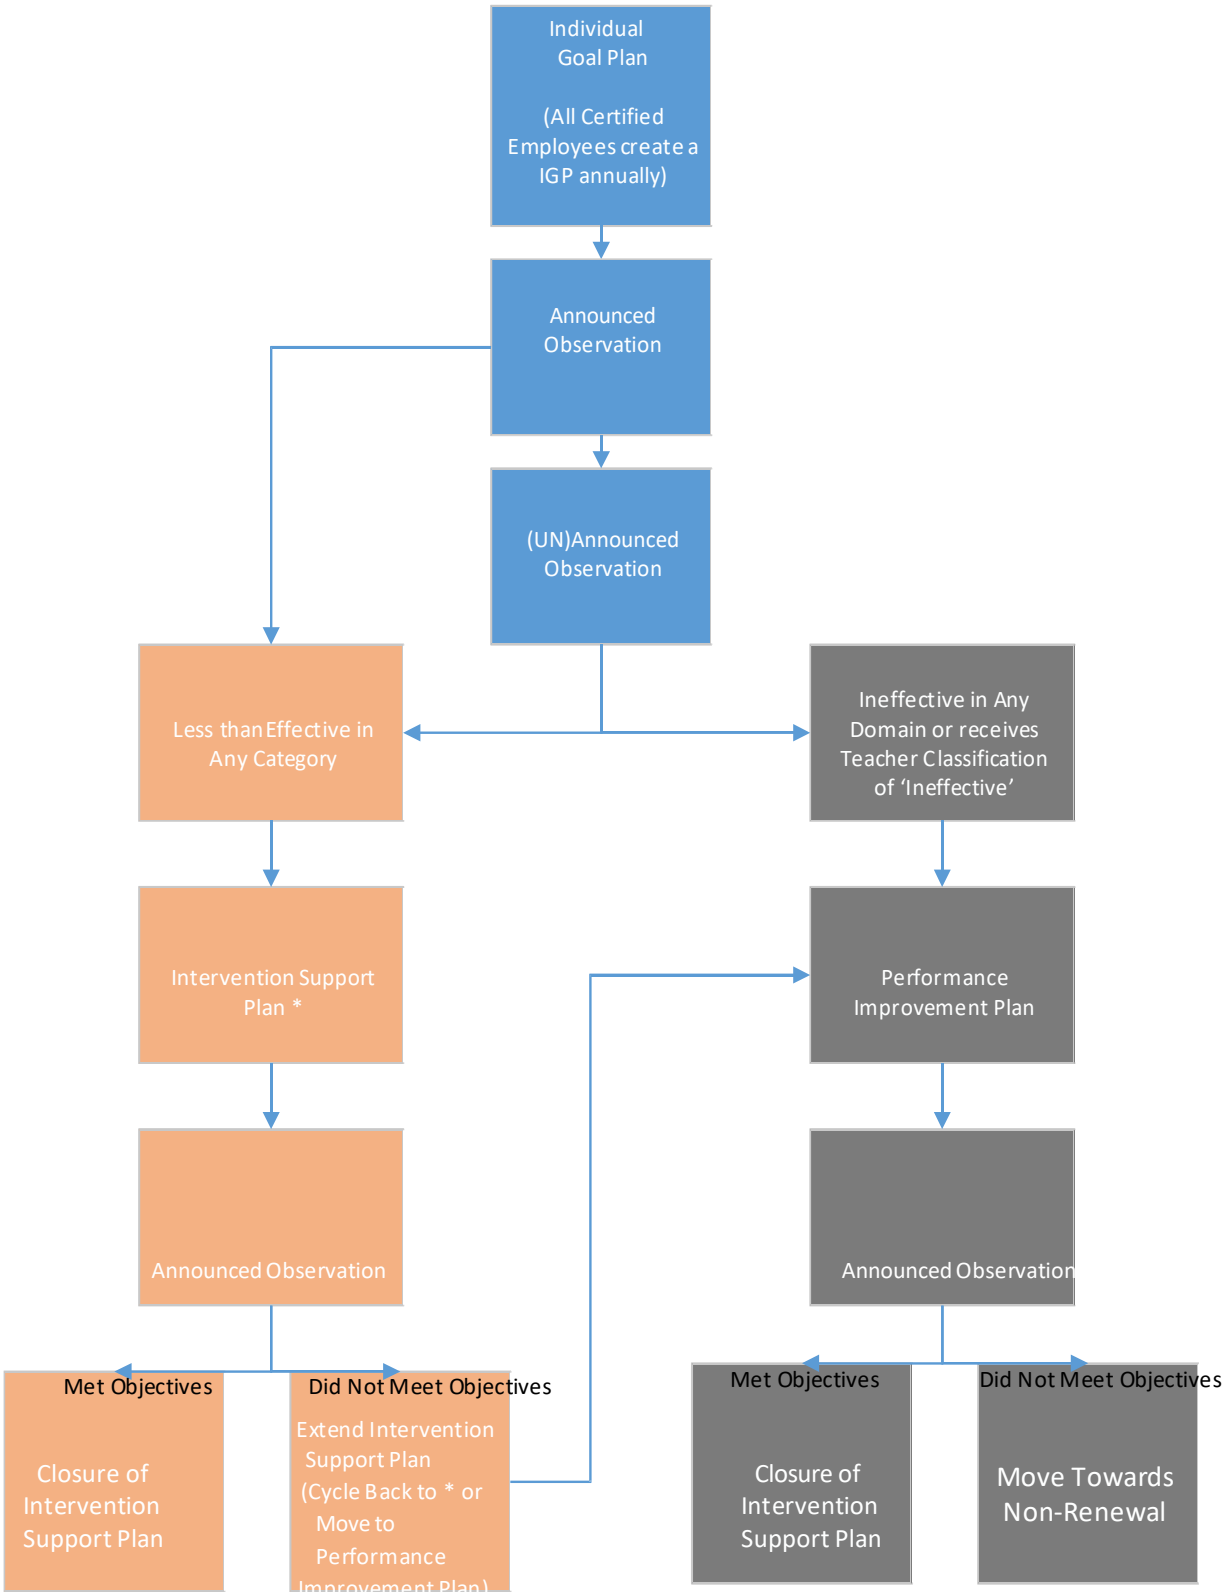 Individual
Goal Plan
(All Certified
Employees create a
IGP annually)
Announced
Observation
(UN)Announced
Observation
Less than Effective in
Any Category
Ineffective in Any
Domain or receives
Teacher Classification
of ‘Ineffective’
Intervention Support
Plan *
Performance
Improvement Plan
Announced Observation
Announced Observation
Met Objectives
Did Not Meet Objectives
Met Objectives
Did Not Meet Objectives
Closure of
Intervention
Support Plan
Extend Intervention
Support Plan
(Cycle Back to * or
Move to
Performance
Improvement Plan)
Closure of
Intervention
Support Plan
Move Towards
Non-Renewal